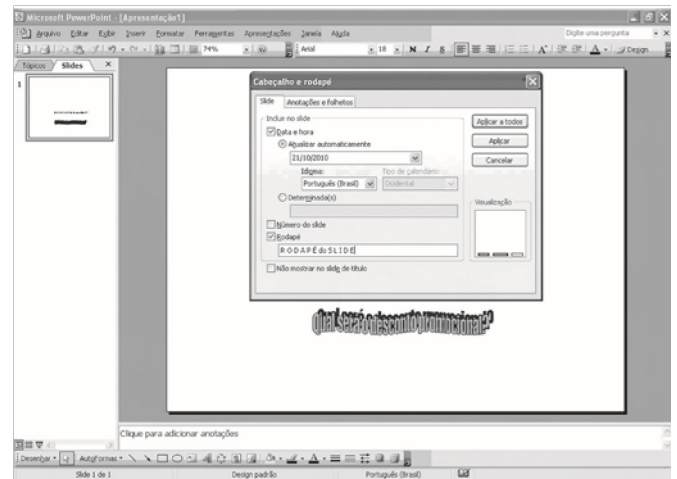 Microsoft PowerPoint - [Apresentação1]
Arquivo Editar Exibir Inserir Formatar Ferramentas Apresentações Janela Ajuda
Digite uma pergunta
74% Arial 18 N I S Design
Tópicos Slides
1
Cabeçalho e rodapé
Slide Anotações e folhetos
Incluir no slide
Data e hora
Atualizar automaticamente
21/10/2010
Idioma: Tipo de calendário:
Português (Brasil) Ocidental
Determinada(s)
Número do slide
Rodapé
R O D A P É do S L I D E
Não mostrar no slide de título
Aplicar a todos
Aplicar
Cancelar
Visualização
qual será o desconto promocional?
Clique para adicionar anotações
Desenhar AutoFormas
Slide 1 de 1 Design padrão Português (Brasil)